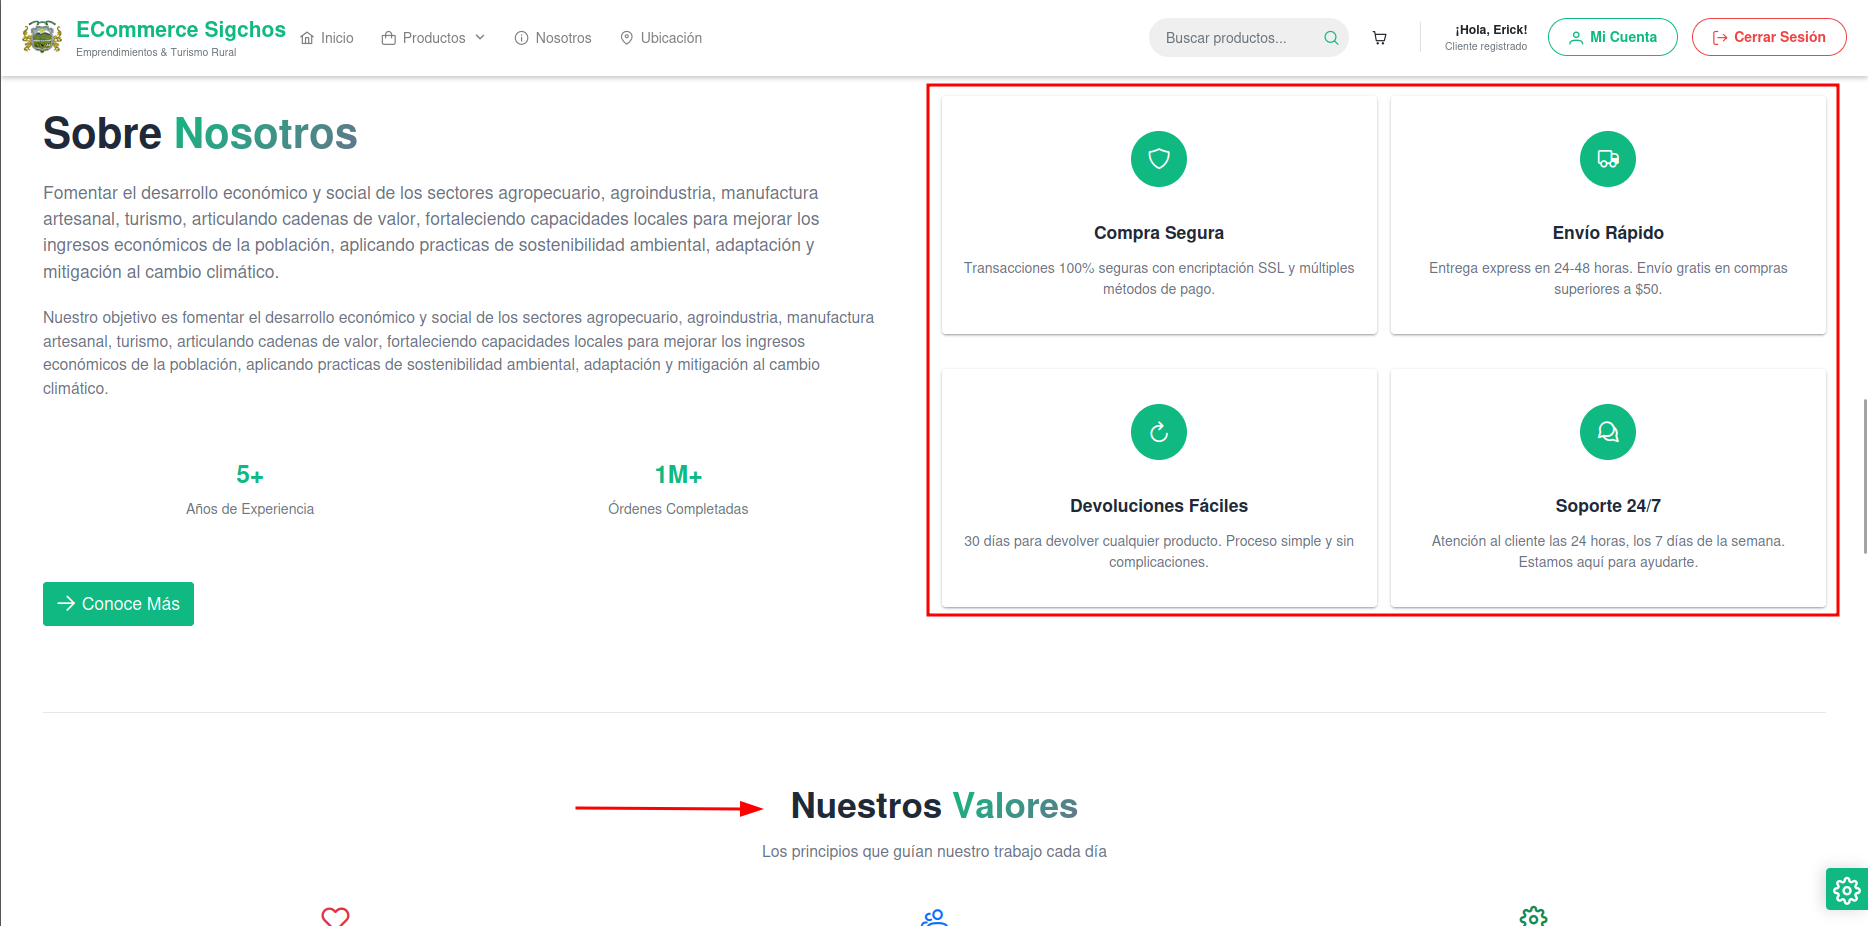 ECommerce Sigchos
Emprendimientos & Turismo Rural
Inicio
Productos
Nosotros
Ubicación
Buscar productos...
¡Hola, Erick!
Cliente registrado
Mi Cuenta
Cerrar Sesión
Sobre Nosotros
Fomentar el desarrollo económico y social de los sectores agropecuario, agroindustria, manufactura
artesanal, turismo, articulando cadenas de valor, fortaleciendo capacidades locales para mejorar los
ingresos económicos de la población, aplicando practicas de sostenibilidad ambiental, adaptación y
mitigación al cambio climático.
Nuestro objetivo es fomentar el desarrollo económico y social de los sectores agropecuario, agroindustria, manufactura
artesanal, turismo, articulando cadenas de valor, fortaleciendo capacidades locales para mejorar los ingresos
económicos de la población, aplicando practicas de sostenibilidad ambiental, adaptación y mitigación al cambio
climático.
5+
Años de Experiencia
1M+
Órdenes Completadas
Conoce Más
Compra Segura
Transacciones 100% seguras con encriptación SSL y múltiples
métodos de pago.
Envío Rápido
Entrega express en 24-48 horas. Envío gratis en compras
superiores a $50.
Devoluciones Fáciles
30 días para devolver cualquier producto. Proceso simple y sin
complicaciones.
Soporte 24/7
Atención al cliente las 24 horas, los 7 días de la semana.
Estamos aquí para ayudarte.
Nuestros Valores
Los principios que guían nuestro trabajo cada día